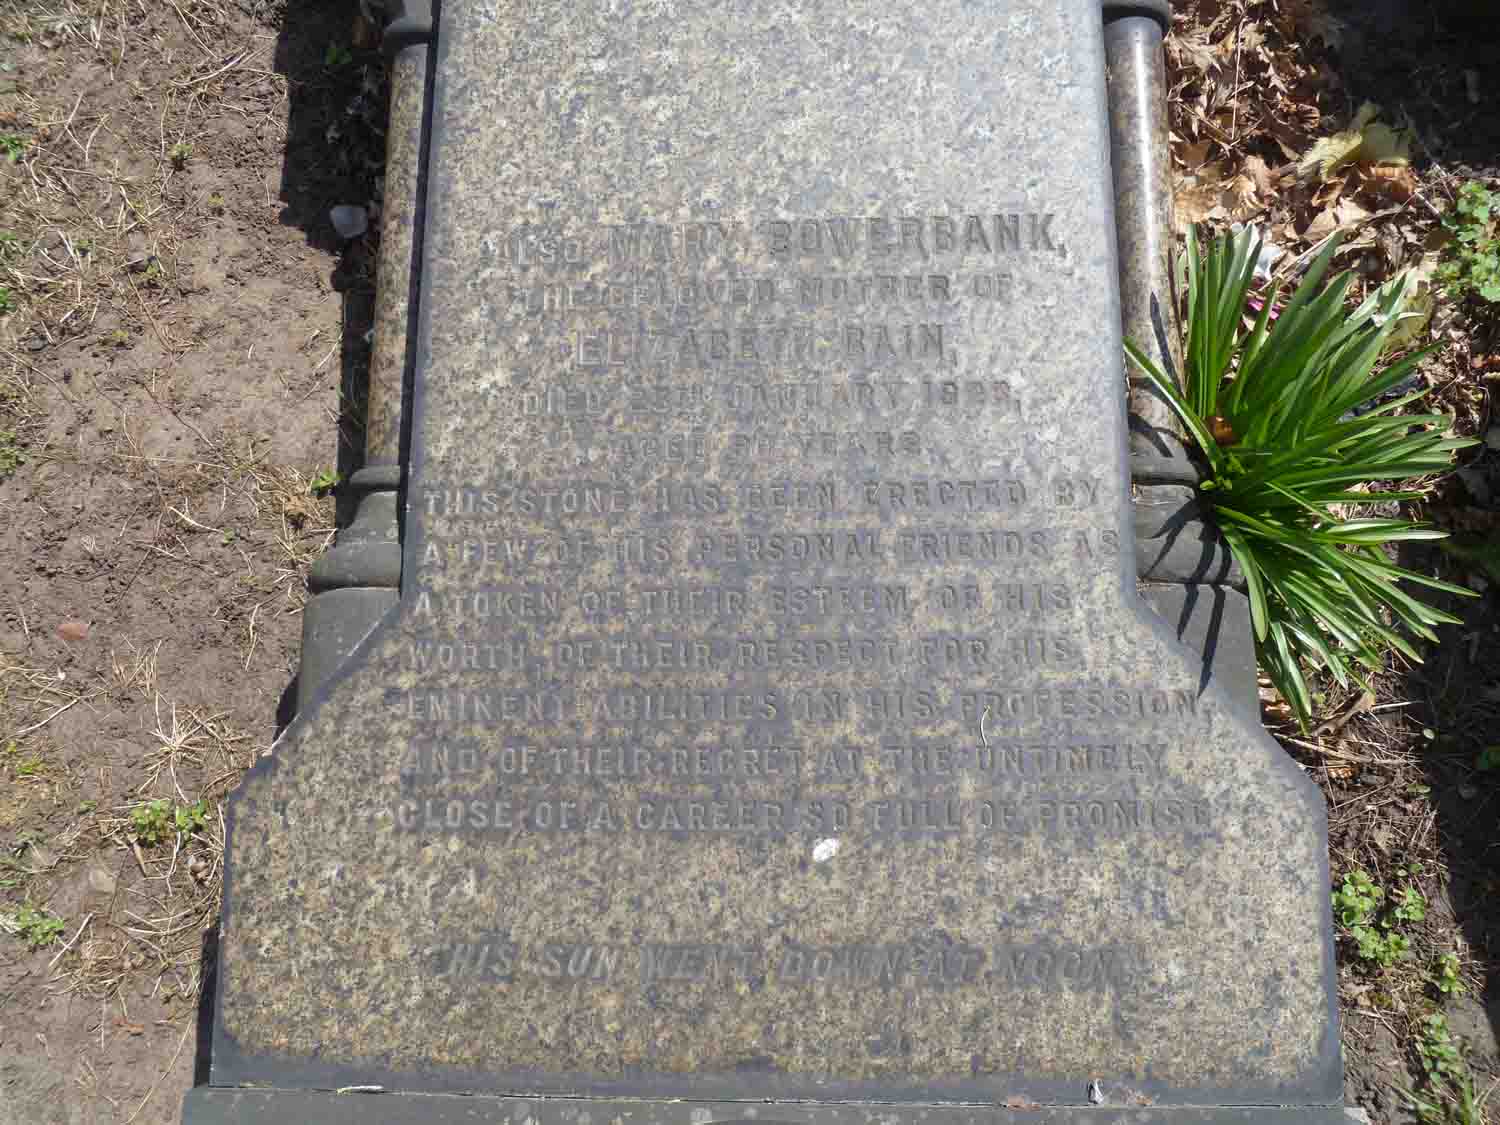 ALSO MARY BOWERBANK,
THE BELOVED MOTHER OF
ELIZABETH BAIN,
DIED JANUARY
AGED YEARS.
THIS STONE HAS BEEN ERECTED BY
A FEW OF HIS PERSONAL FRIENDS AS
A TOKEN OF THEIR ESTEEM OF HIS
WORTH, OF THEIR RESPECT FOR HIS
EMINENT ABILITIES IN HIS PROFESSION,
AND OF THEIR REGRET AT THE UNTIMELY
CLOSE OF A CAREER SO FULL OF PROMISE
HIS SUN WENT DOWN AT NOON